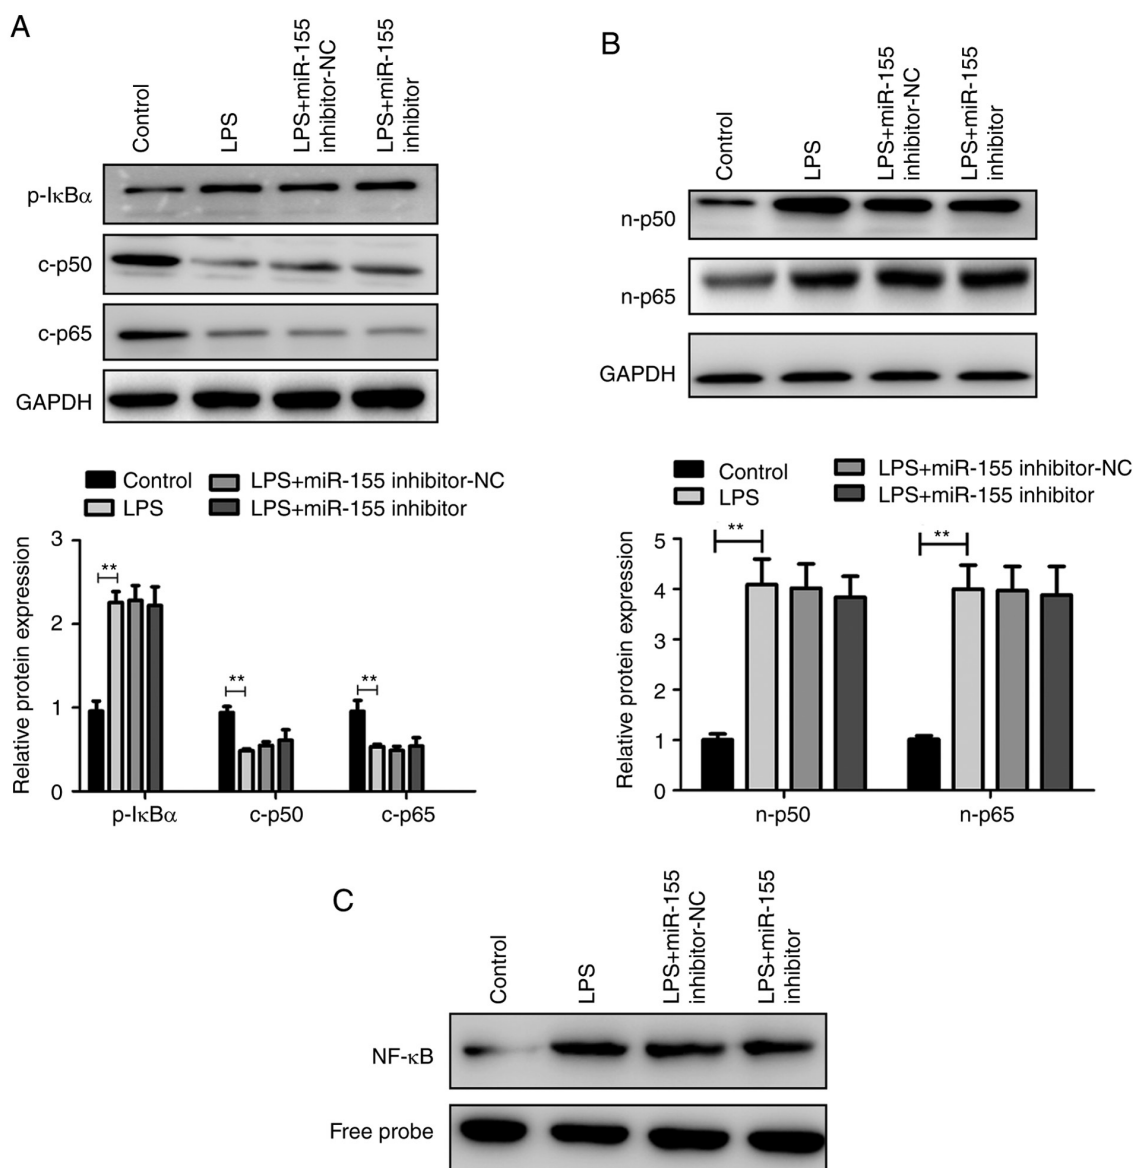 A
Control
LPS
LPS+miR-155
inhibitor-NC
LPS+miR-155
inhibitor
p-IκBα
c-p50
c-p65
GAPDH
Control
LPS+miR-155 inhibitor-NC
LPS
LPS+miR-155 inhibitor
Relative protein expression
3
2
1
0
**
**
**
p-IκBα
c-p50
c-p65
B
Control
LPS
LPS+miR-155
inhibitor-NC
LPS+miR-155
inhibitor
n-p50
n-p65
GAPDH
Control
LPS+miR-155 inhibitor-NC
LPS
LPS+miR-155 inhibitor
Relative protein expression
5
4
3
2
1
0
**
**
n-p50
n-p65
C
Control
LPS
LPS+miR-155
inhibitor-NC
LPS+miR-155
inhibitor
NF-κB
Free probe